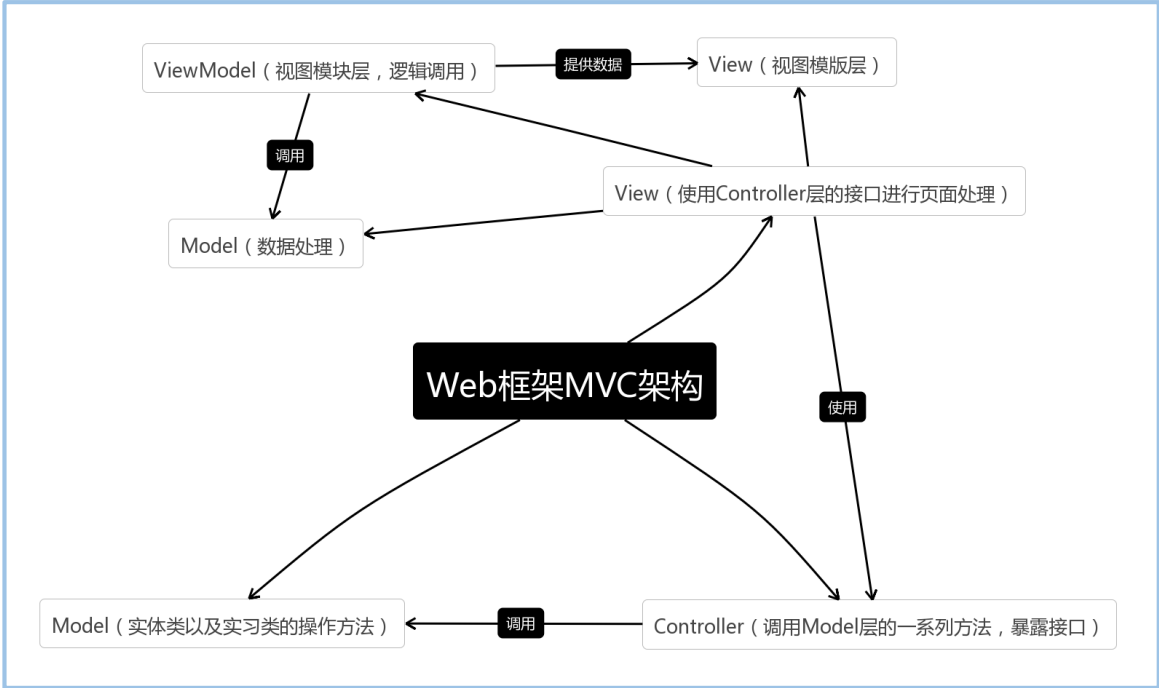 ViewModel（视图模块层，逻辑调用）
提供数据
View（视图模版层）
调用
View（使用Controller层的接口进行页面处理）
Model（数据处理）
Web框架MVC架构
使用
Model（实体类以及实习类的操作方法）
调用
Controller（调用Model层的一系列方法，暴露接口）